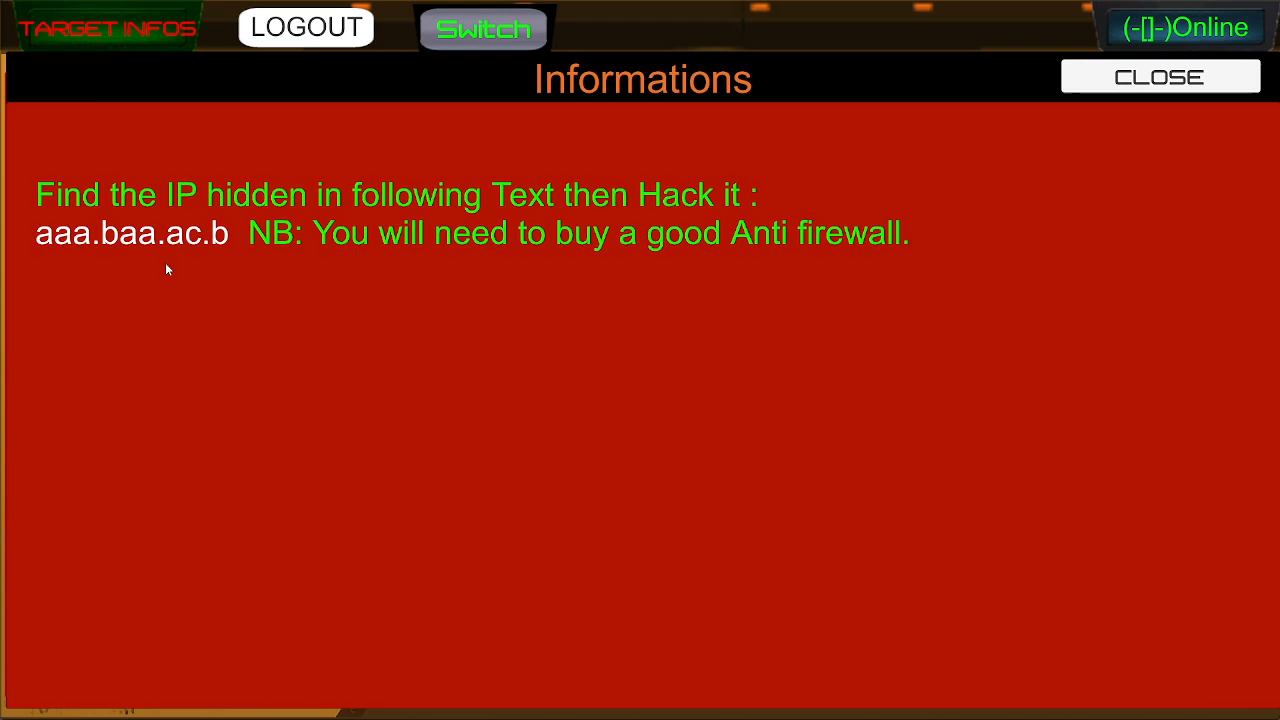 TARGET INFOS LOGOUT Switch (-[]-)Online
Informations CLOSE
Find the IP hidden in following Text then Hack it :
aaa.baa.ac.b NB: You will need to buy a good Anti firewall.